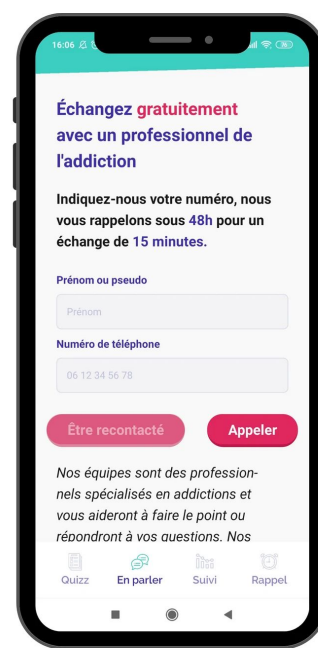 16:06
Échangez gratuitement
avec un professionnel de
l'addiction
Indiquez-nous votre numéro, nous
vous rappelons sous 48h pour un
échange de 15 minutes.
Prénom ou pseudo
Prénom
Numéro de téléphone
06 12 34 56 78
Être recontacté
Appeler
Nos équipes sont des profession-
nels spécialisés en addictions et
vous aideront à faire le point ou
répondront à vos questions. Nos
Quizz
En parler
Suivi
Rappel